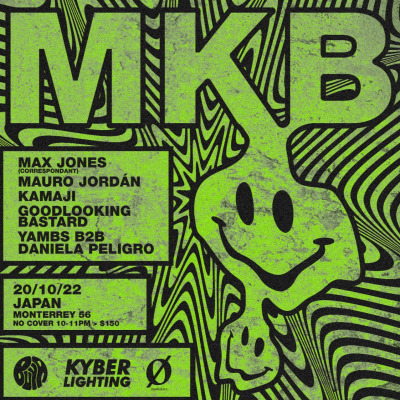 MKB
MAX JONES
(CORRESPONDANT)
MAURO JORDÁN
KAMAJI
GOODLOOKING
BASTARD
YAMBS B2B
DANIELA PELIGRO
20/10/22
JAPAN
MONTERREY 56
NO COVER 10-11PM > $150
KYBER
LIGHTING